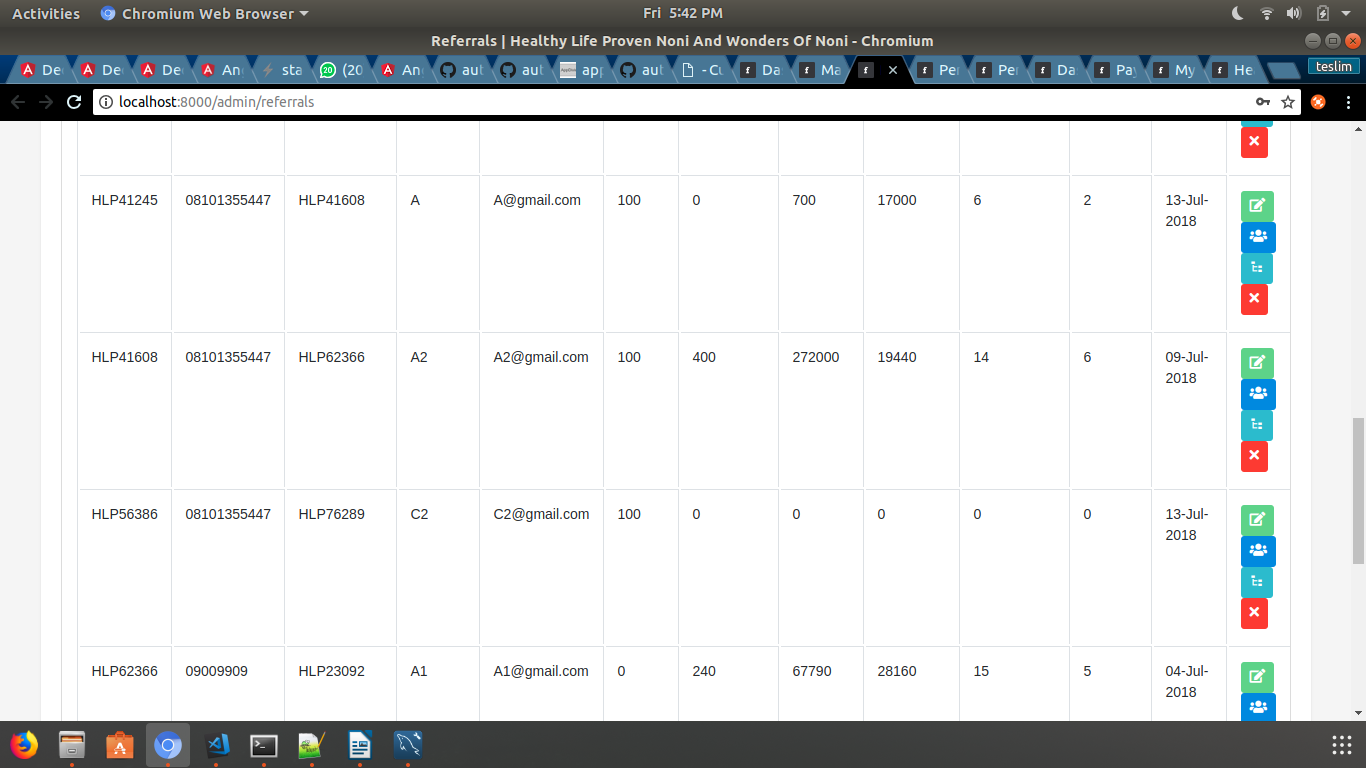 Activities Chromium Web Browser Fri 5:42 PM
Referrals | Healthy Life Proven Noni And Wonders Of Noni - Chromium
De De De An sta 20 (20 An aut aut app aut - Cu Da Ma Per Per Da Pay My He teslim
localhost:8000/admin/referrals
HLP41245 08101355447 HLP41608 A A@gmail.com 100 0 700 17000 6 2 13-Jul-
2018
HLP41608 08101355447 HLP62366 A2 A2@gmail.com 100 400 272000 19440 14 6 09-Jul-
2018
HLP56386 08101355447 HLP76289 C2 C2@gmail.com 100 0 0 0 0 0 13-Jul-
2018
HLP62366 09009909 HLP23092 A1 A1@gmail.com 0 240 67790 28160 15 5 04-Jul-
2018